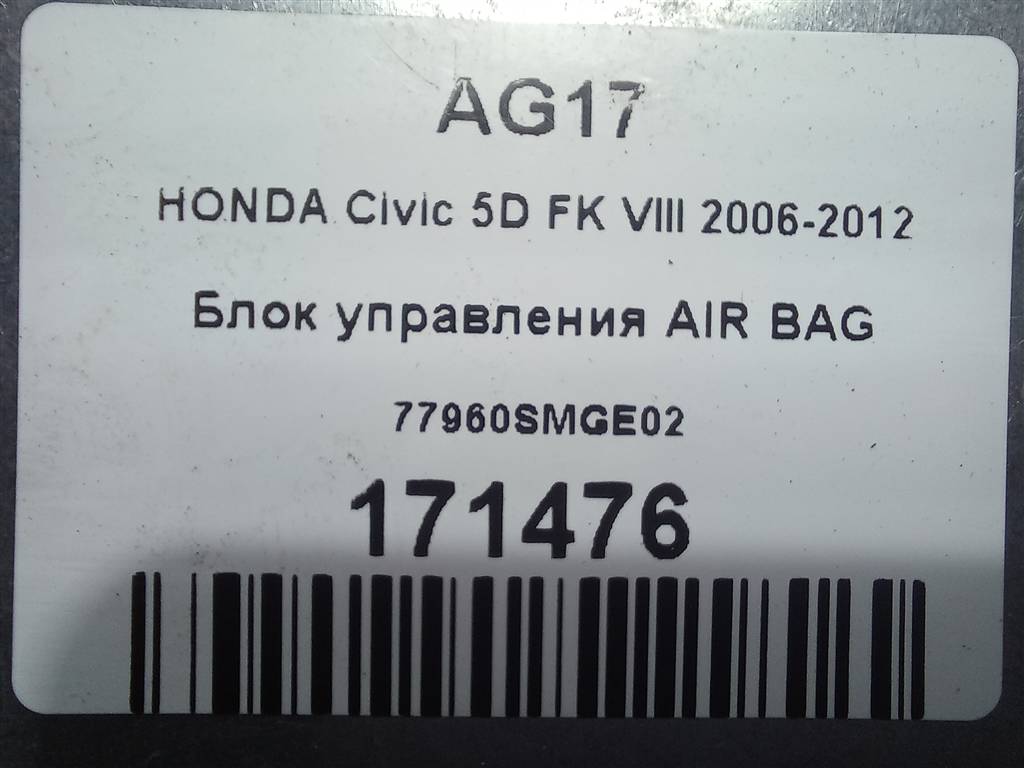 AG17
HONDA Civic 5D FK VIII 2006-2012
Блок управления AIR BAG
77960SMGE02
171476